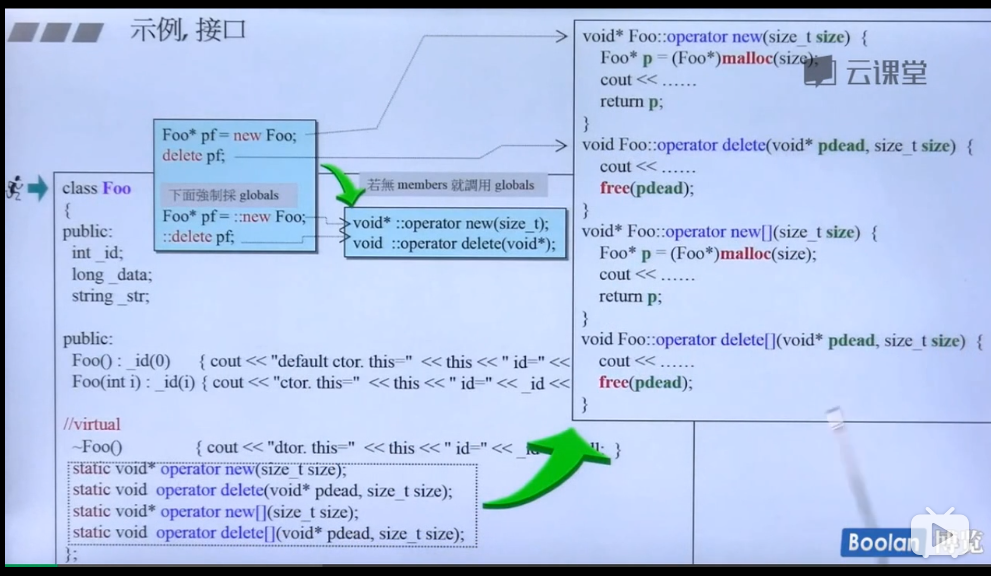 示例, 接口
Foo* pf = new Foo;
delete pf;
下面強制採 globals
Foo* pf = ::new Foo;
::delete pf;
若無 members 就調用 globals
void* ::operator new(size_t);
void ::operator delete(void*);
class Foo
{
public:
int _id;
long _data;
string _str;
public:
Foo() : _id(0) { cout << "default ctor. this=" << this << " id=" <<
Foo(int i) : _id(i) { cout << "ctor. this=" << this << " id=" << _id <<
//virtual
~Foo() { cout << "dtor. this=" << this << " id=" << }
static void* operator new(size_t size);
static void operator delete(void* pdead, size_t size);
static void* operator new[](size_t size);
static void operator delete[](void* pdead, size_t size);
};
void* Foo::operator new(size_t size) {
Foo* p = (Foo*)malloc(size);
cout << ……
return p;
}
void Foo::operator delete(void* pdead, size_t size) {
cout << ……
free(pdead);
}
void* Foo::operator new[](size_t size) {
Foo* p = (Foo*)malloc(size);
cout << ……
return p;
}
void Foo::operator delete[](void* pdead, size_t size) {
cout << ……
free(pdead);
}
云课堂
Boolan 博览